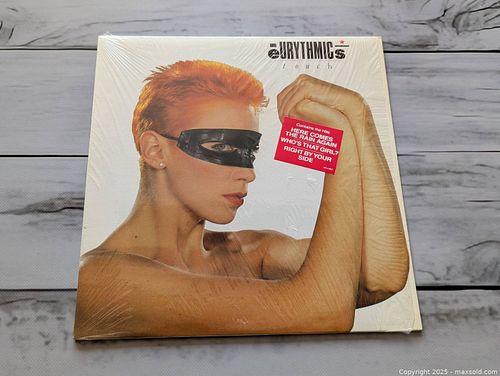 EURYTHMICS
touch
Contains the Hits
HERE COMES
THE RAIN AGAIN
WHO'S THAT GIRL?
RIGHT BY YOUR
SIDE
Copyright 2025 - maxsold.com